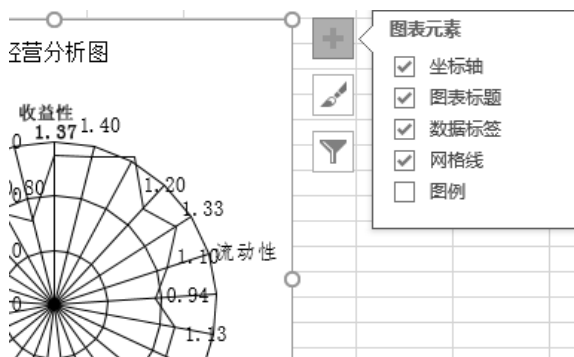 图表元素
坐标轴
图表标题
数据标签
网格线
图例
经营分析图
收益性
1.37 1.40
1.20
1.33
1.10 流动性
0.94
1.13